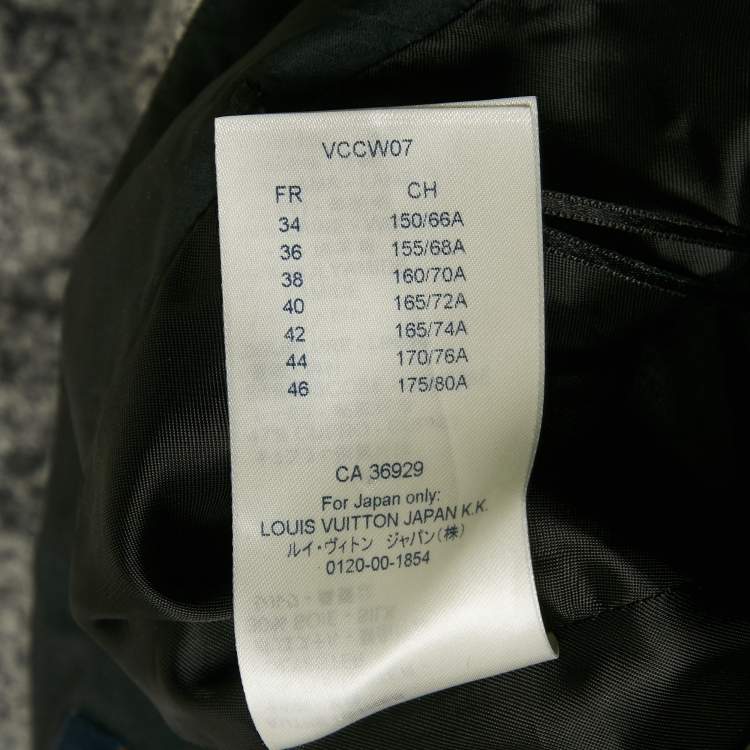 VCCW07
FR CH
34 150/66A
36 155/68A
38 160/70A
40 165/72A
42 165/74A
44 170/76A
46 175/80A
CA 36929
For Japan only:
LOUIS VUITTON JAPAN K.K.
ルイ・ヴィトン ジャパン(株)
0120-00-1854